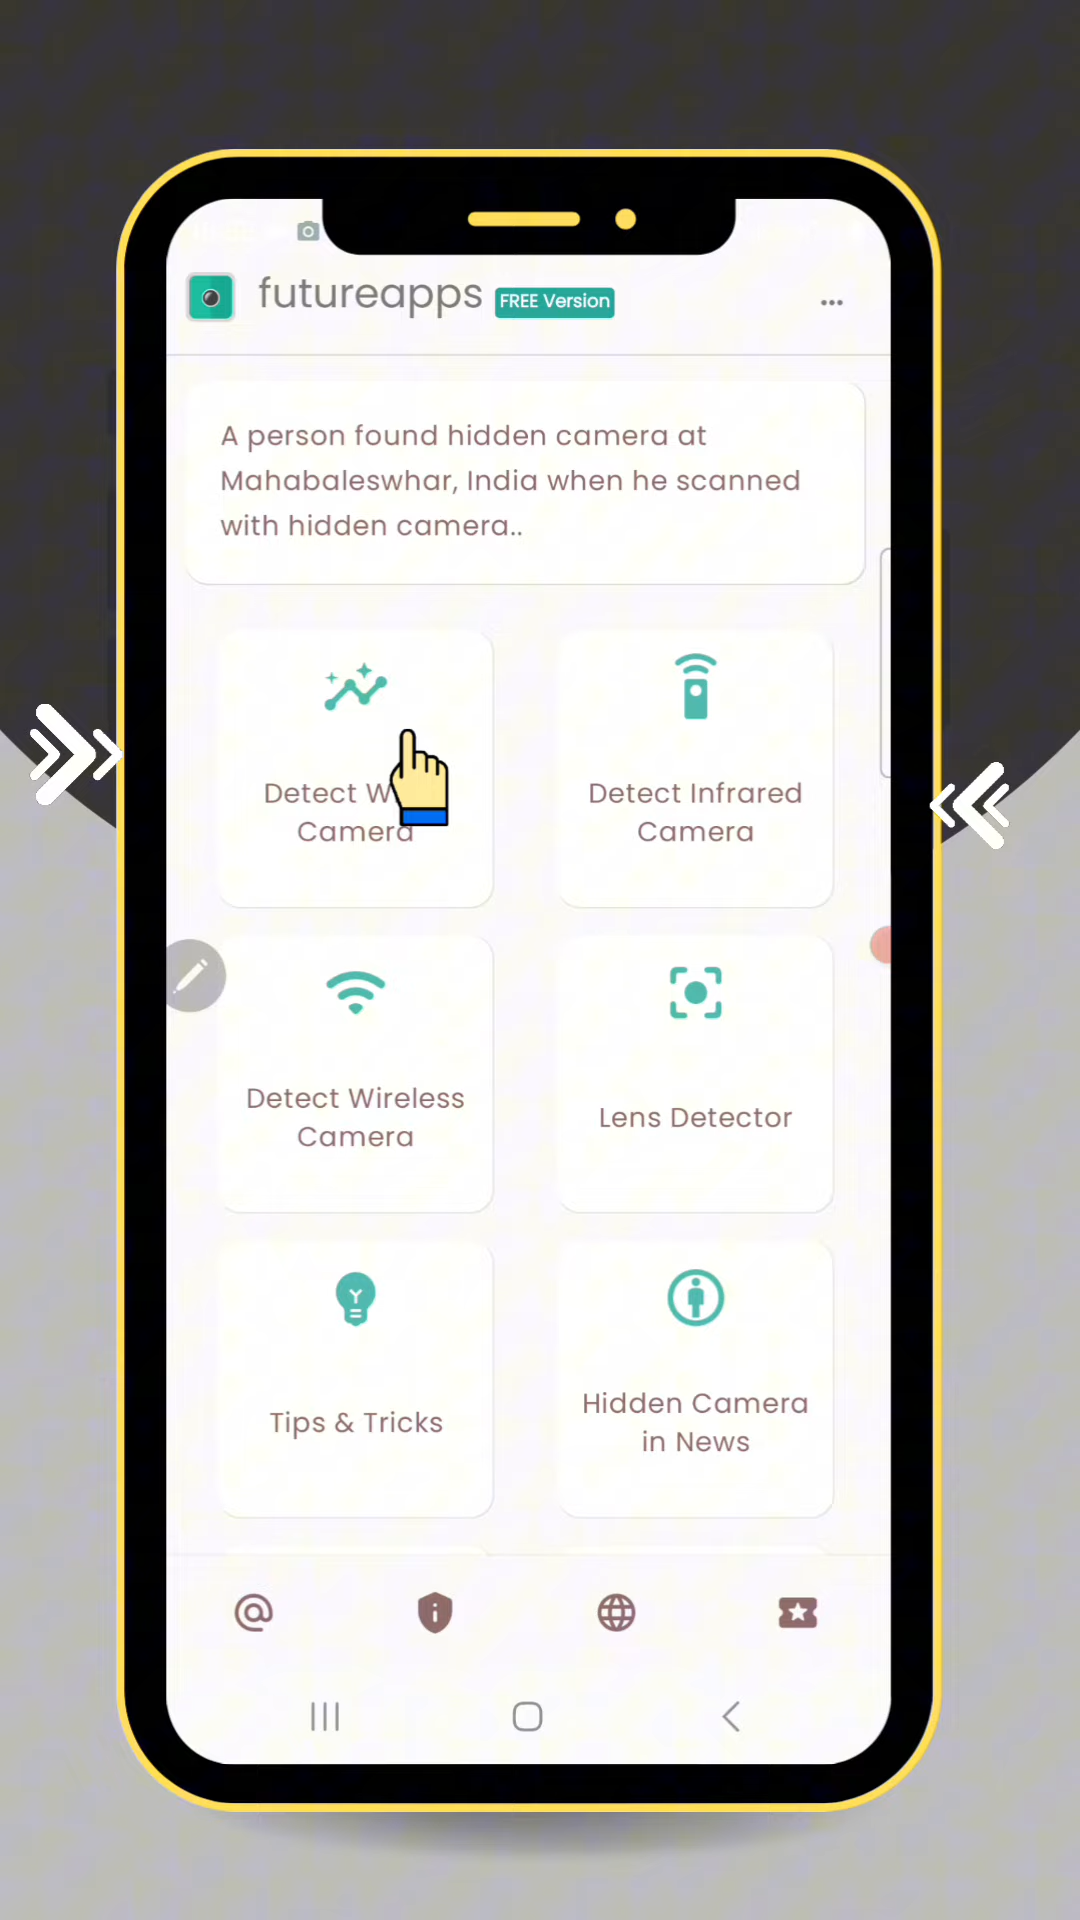 futureapps FREE Version
A person found hidden camera at
Mahabaleswhar, India when he scanned
with hidden camera..
Detect
Camera
Detect Infrared
Camera
Detect Wireless
Camera
Lens Detector
Tips & Tricks
Hidden Camera
in News